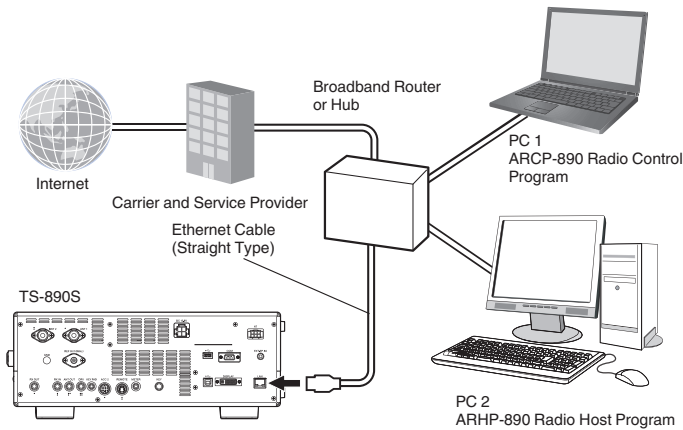 Internet
Carrier and Service Provider
Broadband Router
or Hub
Ethernet Cable
(Straight Type)
PC 1
ARCP-890 Radio Control
Program
TS-890S
PC 2
ARHP-890 Radio Host Program